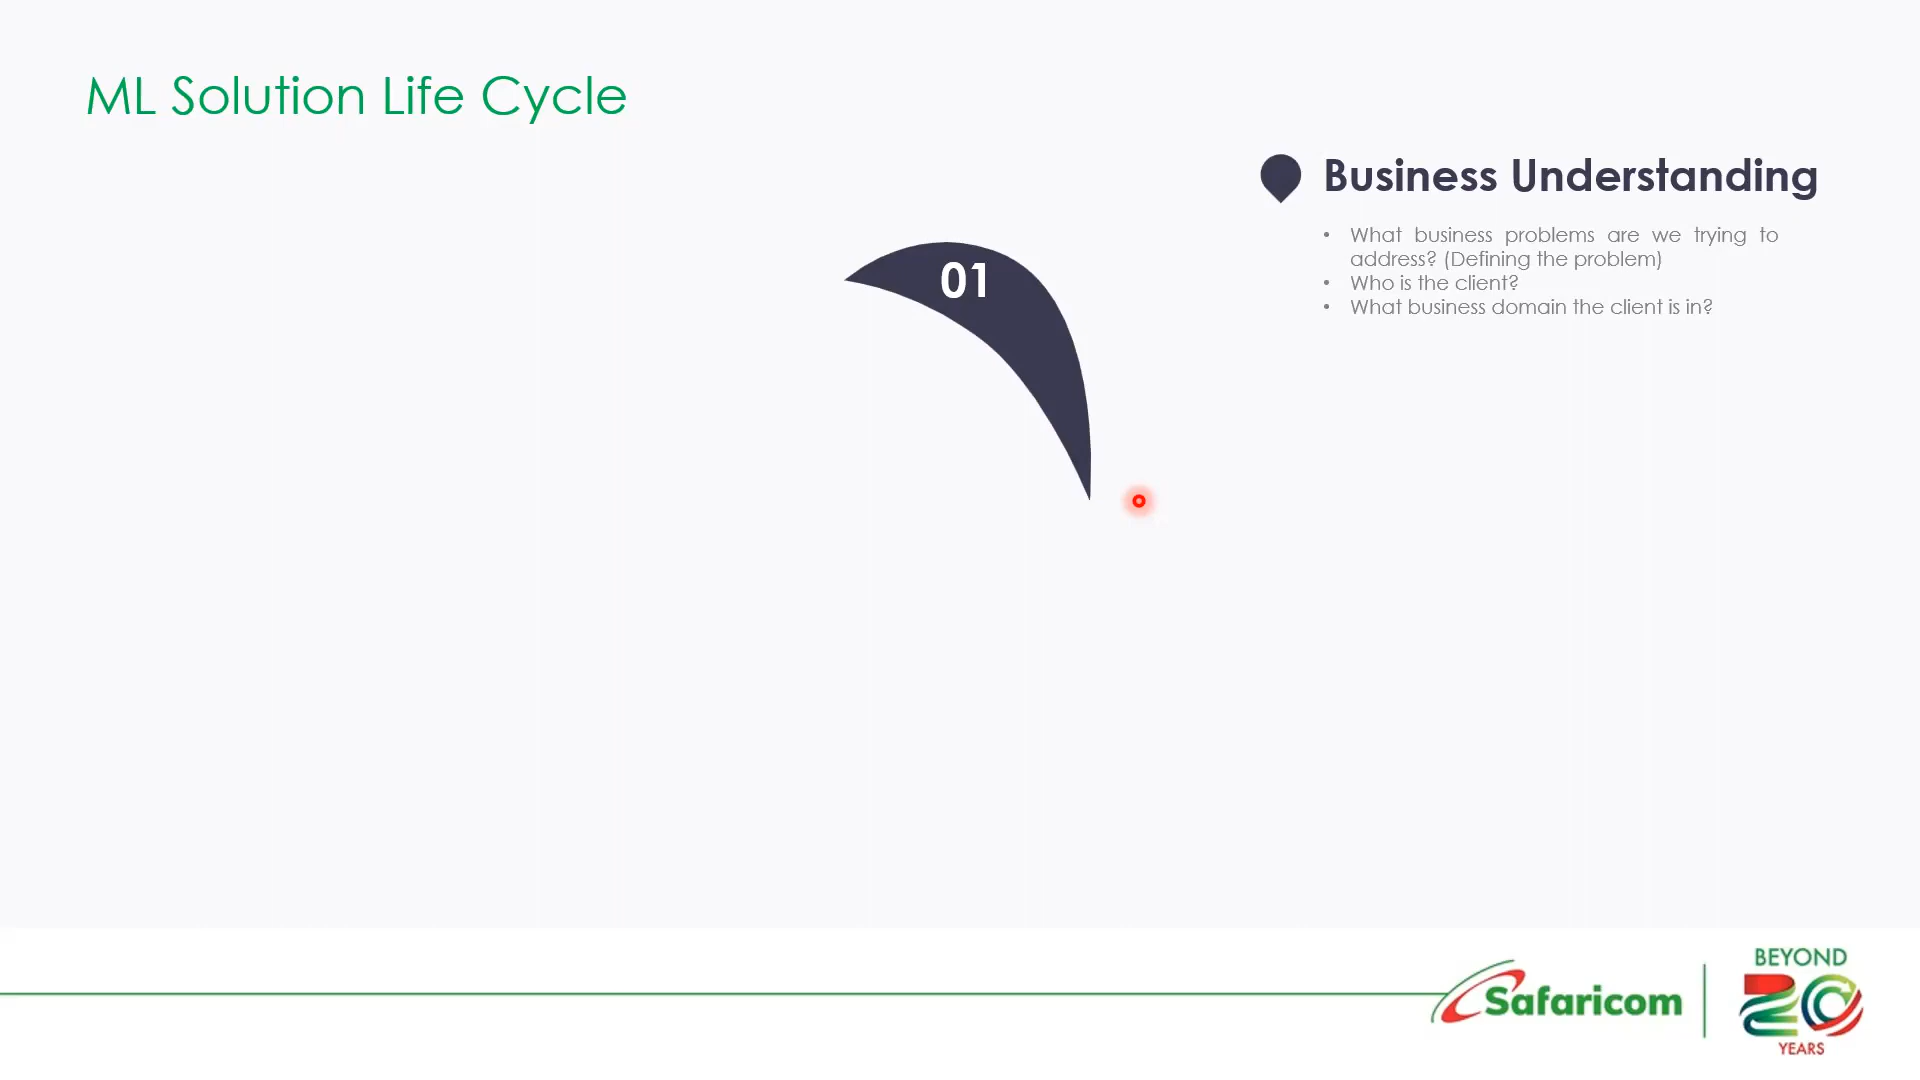 ML Solution Life Cycle
Business Understanding
01
• What business problems are we trying to
address? (Defining the problem)
• Who is the client?
• What business domain the client is in?
Safaricom
BEYOND
20
YEARS